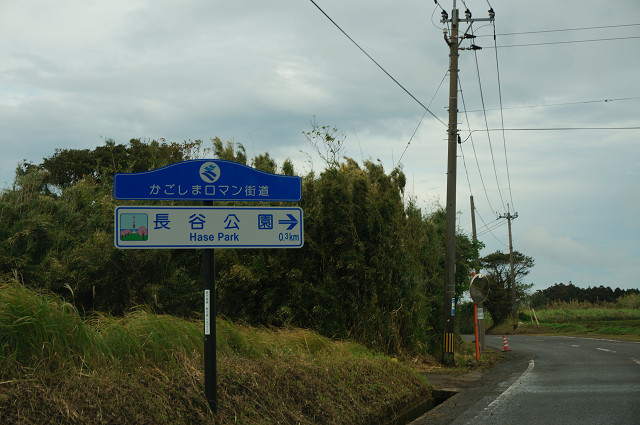 かごしまロマン街道
長谷公園
Hase Park
0.3km